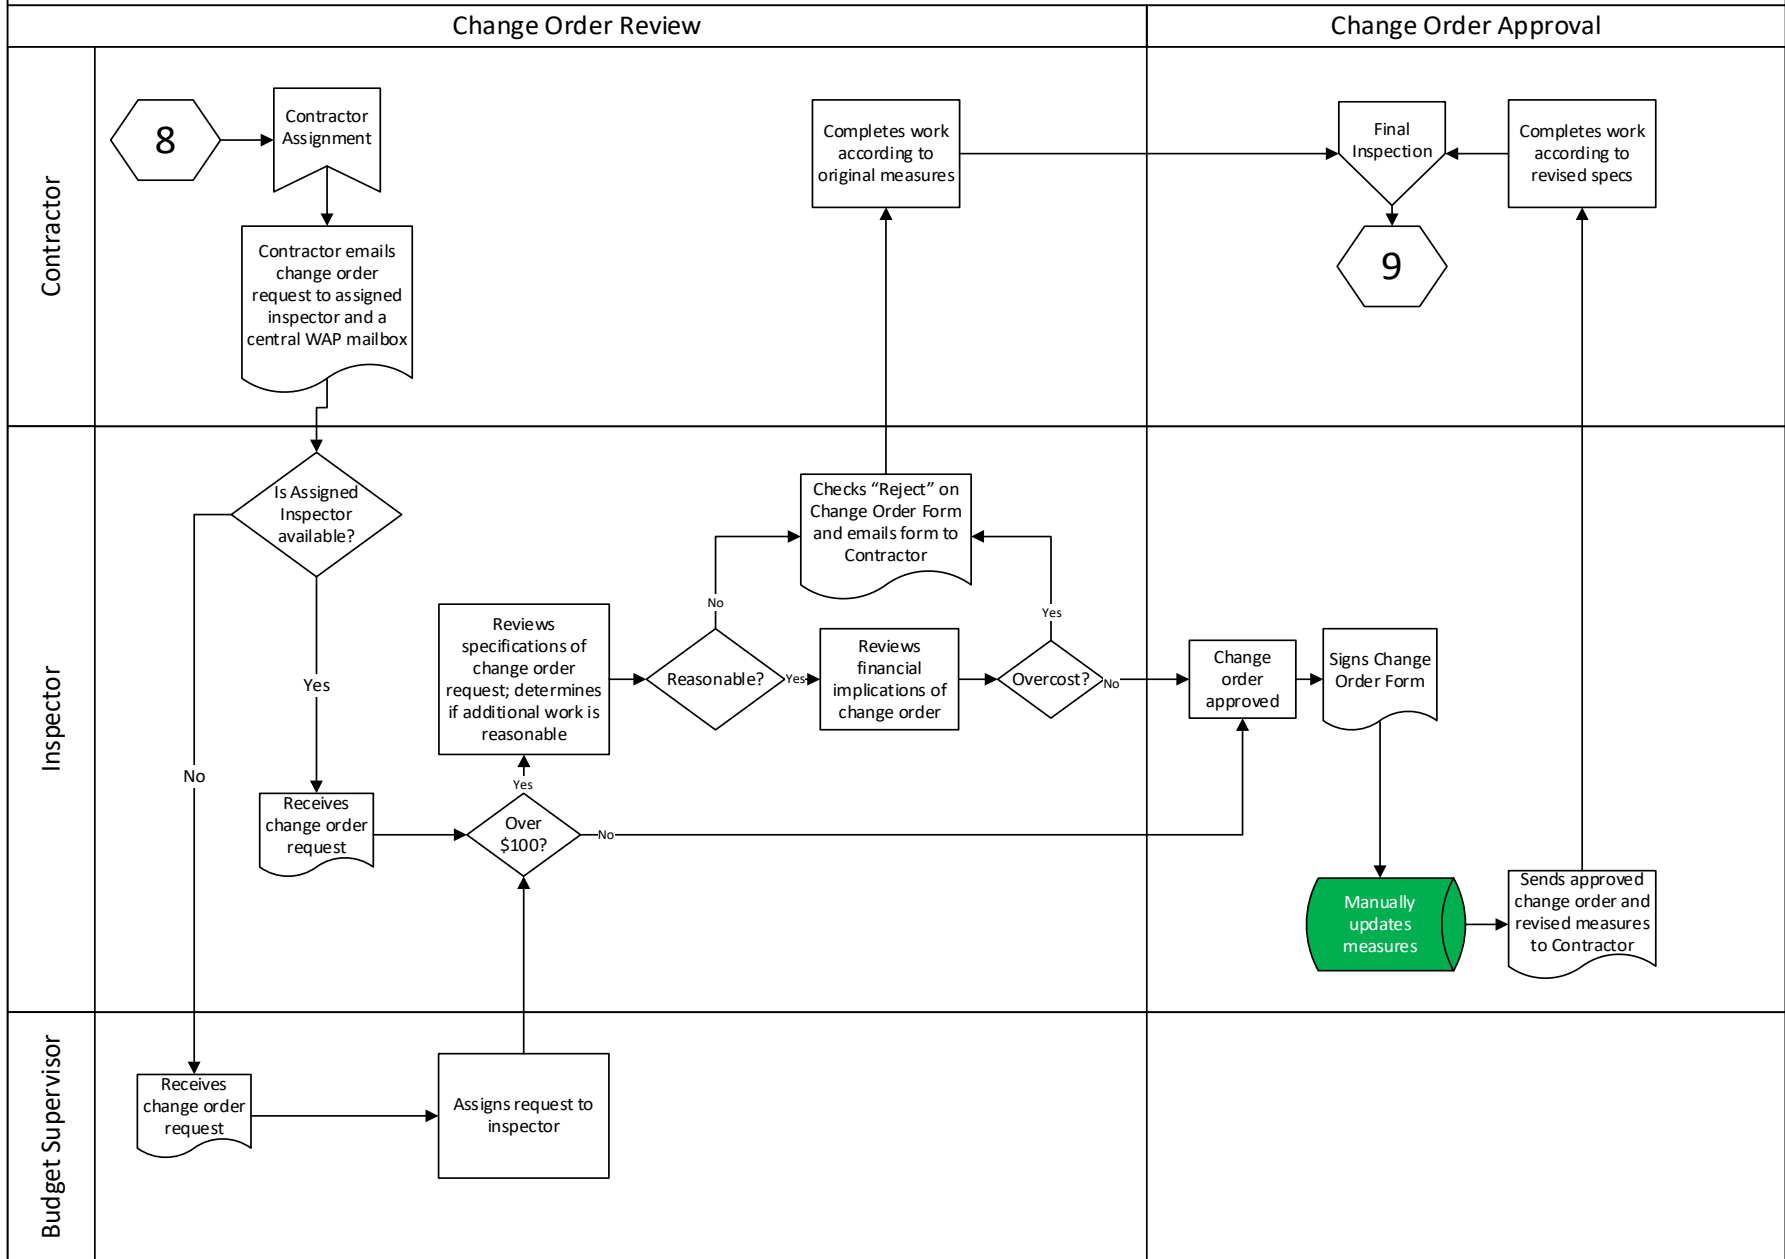 Change Order Review
Change Order Approval
Contractor
8
Contractor
Assignment
Contractor emails
change order
request to assigned
inspector and a
central WAP mailbox
Completes work
according to
original measures
Final
Inspection
Completes work
according to
revised specs
9
Inspector
Is Assigned
Inspector
available?
Yes
No
Receives
change order
request
Over
$100?
Yes
No
Reviews
specifications of
change order
request; determines
if additional work is
reasonable
Reasonable?
No
Yes
Checks “Reject” on
Change Order Form
and emails form to
Contractor
Reviews
financial
implications of
change order
Overcost?
Yes
No
Change
order
approved
Signs Change
Order Form
Manually
updates
measures
Sends approved
change order and
revised measures
to Contractor
Budget Supervisor
Receives
change order
request
Assigns request to
inspector